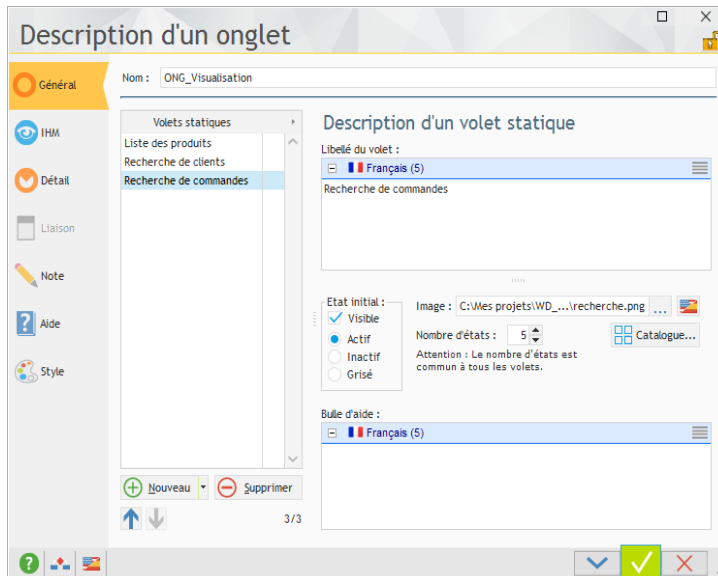 Description d'un onglet
Général
IHM
Détail
Liaison
Note
Aide
Style
Nom : ONG_Visualisation
Volets statiques
Liste des produits
Recherche de clients
Recherche de commandes
Nouveau
Supprimer
3/3
Description d'un volet statique
Libellé du volet :
Français (5)
Recherche de commandes
Etat initial :
Visible
Actif
Inactif
Grisé
Image : C:\Mes projets\WD_...\recherche.png ...
Nombre d'états : 5
Catalogue...
Attention : Le nombre d'états est
commun à tous les volets.
Bulle d'aide :
Français (5)